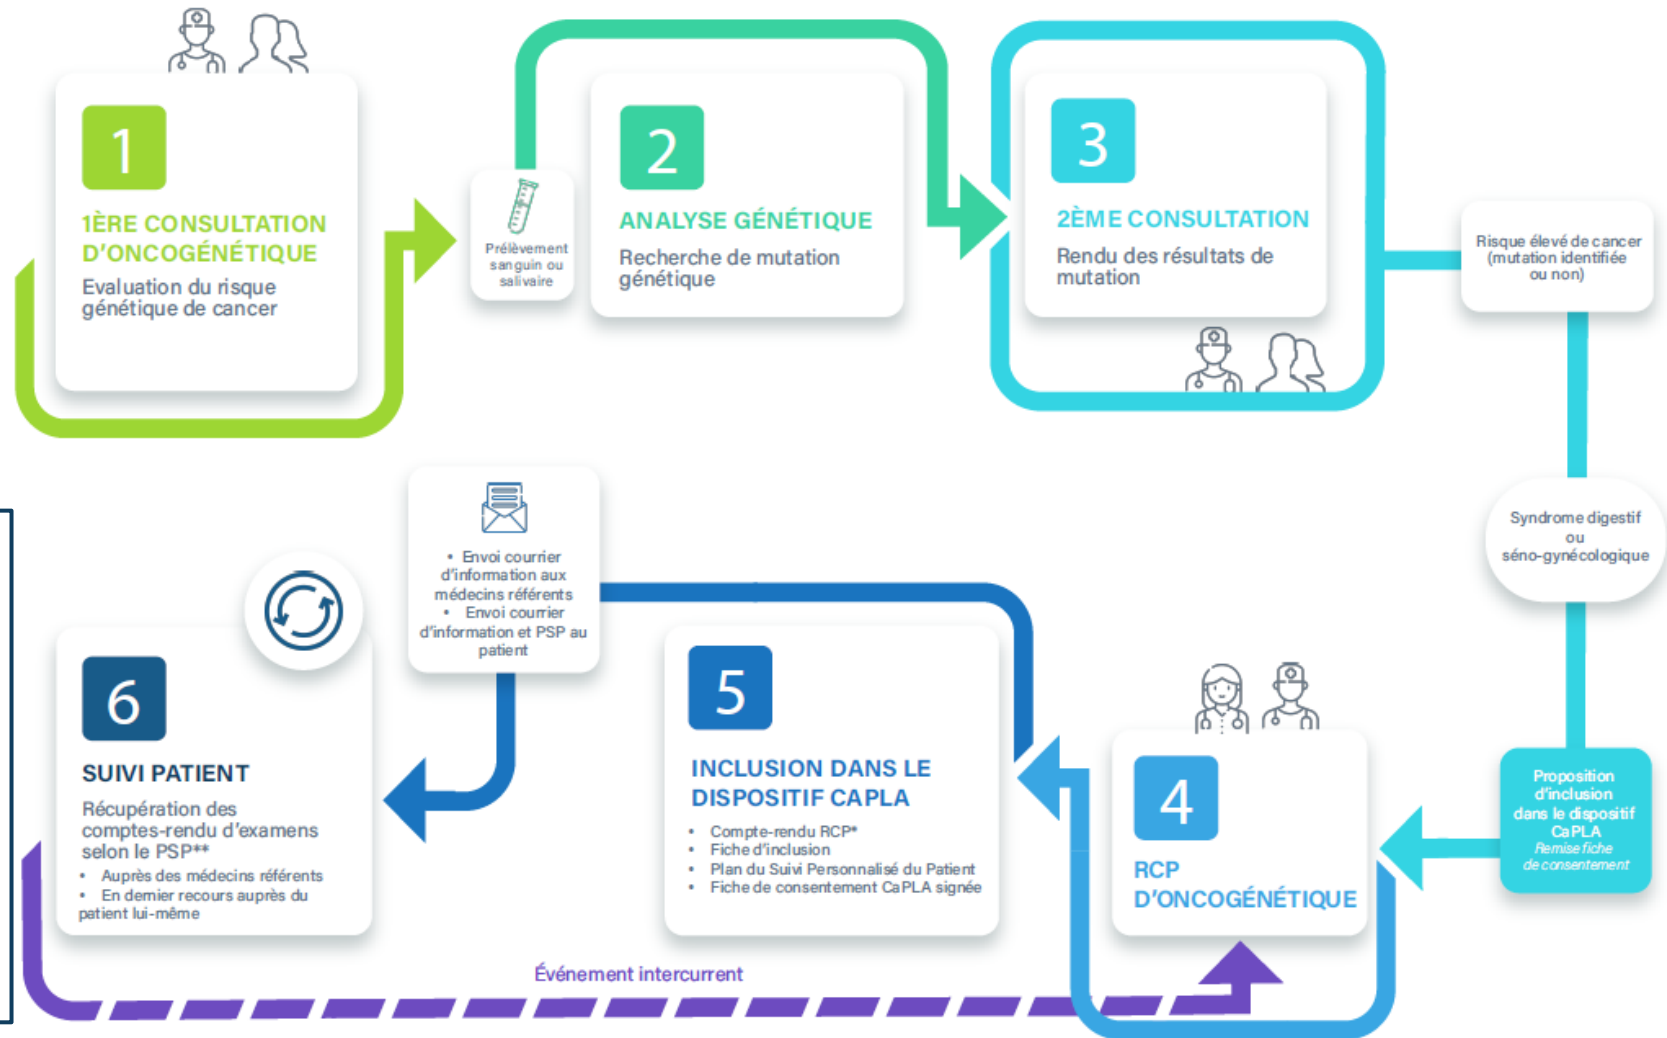 1
1ÈRE CONSULTATION
D'ONCOGÉNÉTIQUE
Evaluation du risque
génétique de cancer
Prélèvement
sanguin ou
salivaire
2
ANALYSE GÉNÉTIQUE
Recherche de mutation
génétique
3
2ÈME CONSULTATION
Rendu des résultats de
mutation
Risque élevé de cancer
(mutation identifiée
ou non)
Syndrome digestif
ou
séno-gynécologique
Proposition
d'inclusion
dans le dispositif
CaPLA
Remise fiche
de consentement
4
RCP
D'ONCOGÉNÉTIQUE
5
INCLUSION DANS LE
DISPOSITIF CAPLA
• Compte-rendu RCP*
• Fiche d'inclusion
• Plan du Suivi Personnalisé du Patient
• Fiche de consentement CaPLA signée
• Envoi courrier
d'information aux
médecins référents
• Envoi courrier
d'information et PSP au
patient
6
SUIVI PATIENT
Récupération des
comptes-rendu d'examens
selon le PSP**
• Auprès des médecins référents
• En dernier recours auprès du
patient lui-même
Événement intercurrent